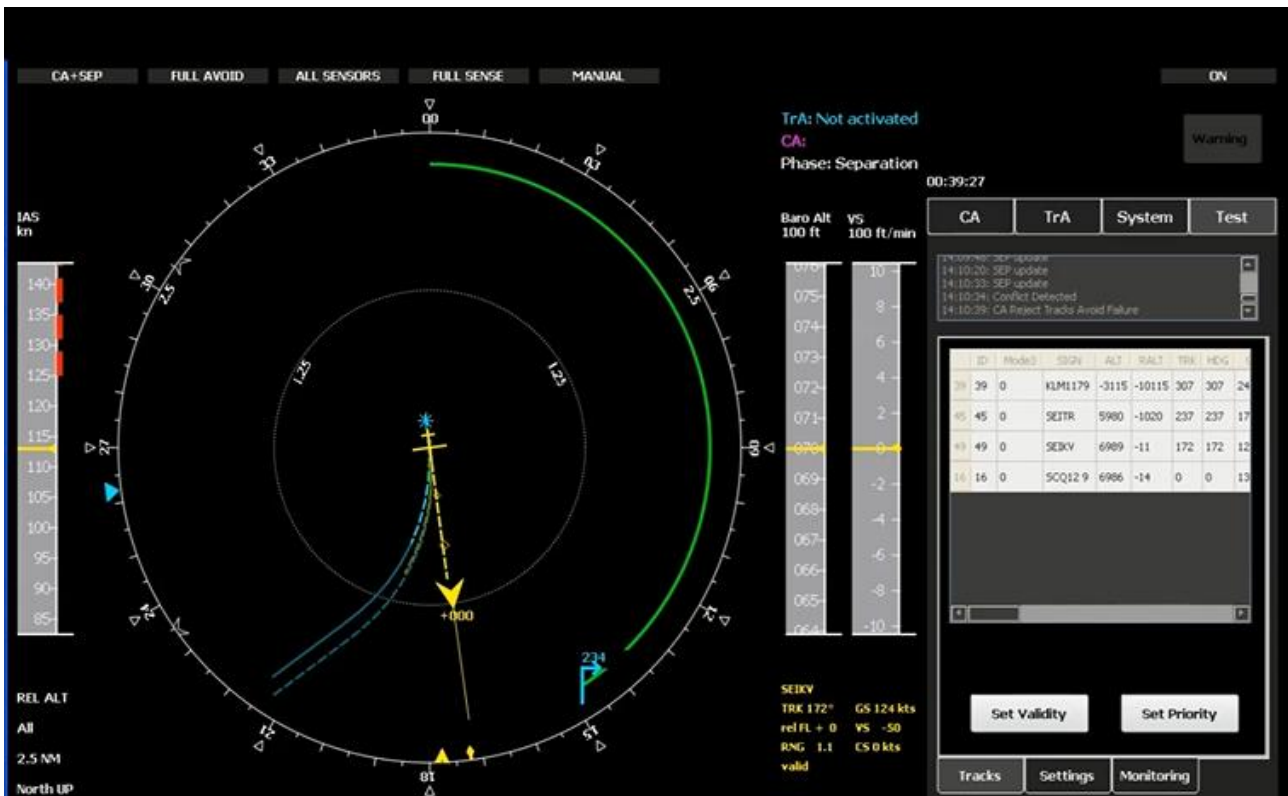 CA+SEP
FULL AVOID
ALL SENSORS
FULL SENSE
MANUAL
ON
TrA: Not activated
CA:
Phase: Separation
Warning
00:39:27
CA
TrA
System
Test
14:10:20: SEP update
14:10:33: SEP update
14:10:34: Conflict Detected
14:10:39: CA Reject Tracks Avoid Failure
ID Mode3 SIGN ALT RALT TRK HDG
39 39 0 KLM1179 -3115 -10115 307 307 24
45 45 0 SEITR 5980 -1020 237 237 17
49 49 0 SEIKV 6989 -11 172 172 12
16 16 0 SCQ12 9 6986 -14 0 0 13
Set Validity
Set Priority
Tracks
Settings
Monitoring
IAS
kn
140
135
130
125
120
115
110
105
100
95
90
85
REL ALT
All
2.5 NM
North UP
00
03
06
2.5
09
12
15
18
21
24
27
30
2.5
33
1.25
1.25
+000
234
Baro Alt
100 ft
VS
100 ft/min
076
075
074
073
072
071
070
069
068
067
066
065
064
10
8
6
4
2
0
-2
-4
-6
-8
-10
SEIKV
TRK 172° GS 124 kts
rel FL + 0 VS -50
RNG 1.1 CS 0 kts
valid